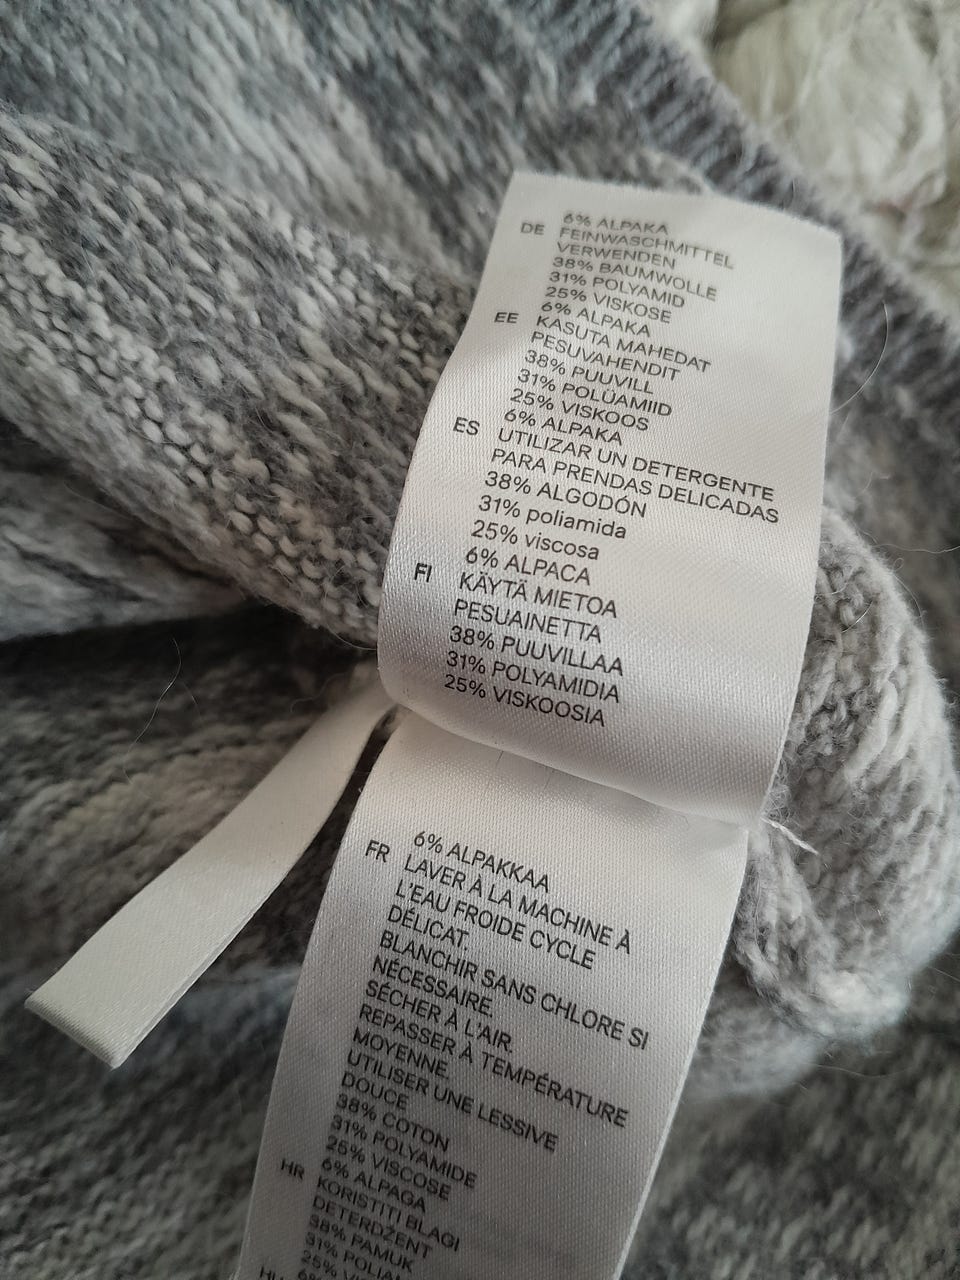 6% ALPAKA
DE FEINWASCHMITTEL
VERWENDEN
38% BAUMWOLLE
31% POLYAMID
25% VISKOSE
6% ALPAKA
EE KASUTA MAHEDAT
PESUVAHENDIT
38% PUUVILL
31% POLÜAMIID
25% VISKOOS
6% ALPAKA
ES UTILIZAR UN DETERGENTE
PARA PRENDAS DELICADAS
38% ALGODÓN
31% poliamida
25% viscosa
6% ALPACA
FI KÄYTÄ MIETOA
PESUAINETTA
38% PUUVILLAA
31% POLYAMIDIA
25% VISKOOSIA
6% ALPAKKAA
FR LAVER À LA MACHINE À
L'EAU FROIDE CYCLE
DÉLICAT.
BLANCHIR SANS CHLORE SI
NÉCESSAIRE.
SÉCHER À L'AIR.
REPASSER À TEMPÉRATURE
MOYENNE.
UTILISER UNE LESSIVE
DOUCE
38% COTON
31% POLYAMIDE
25% VISCOSE
6% ALPAGA
HR KORISTITI BLAGI
DETERDŽENT
38% PAMUK
31%
25%
HU 6%